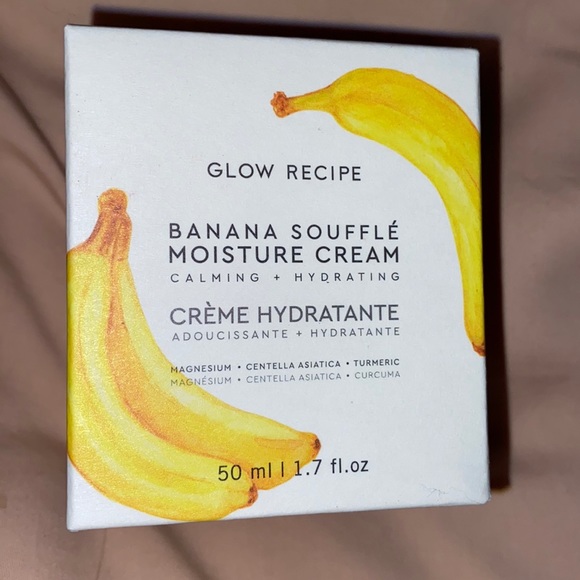 GLOW RECIPE
BANANA SOUFFLÉ
MOISTURE CREAM
CALMING + HYDRATING
CRÈME HYDRATANTE
ADOUCISSANTE + HYDRATANTE
MAGNESIUM • CENTELLA ASIATICA • TURMERIC
MAGNÉSIUM • CENTELLA ASIATICA • CURCUMA
50 ml | 1.7 fl.oz